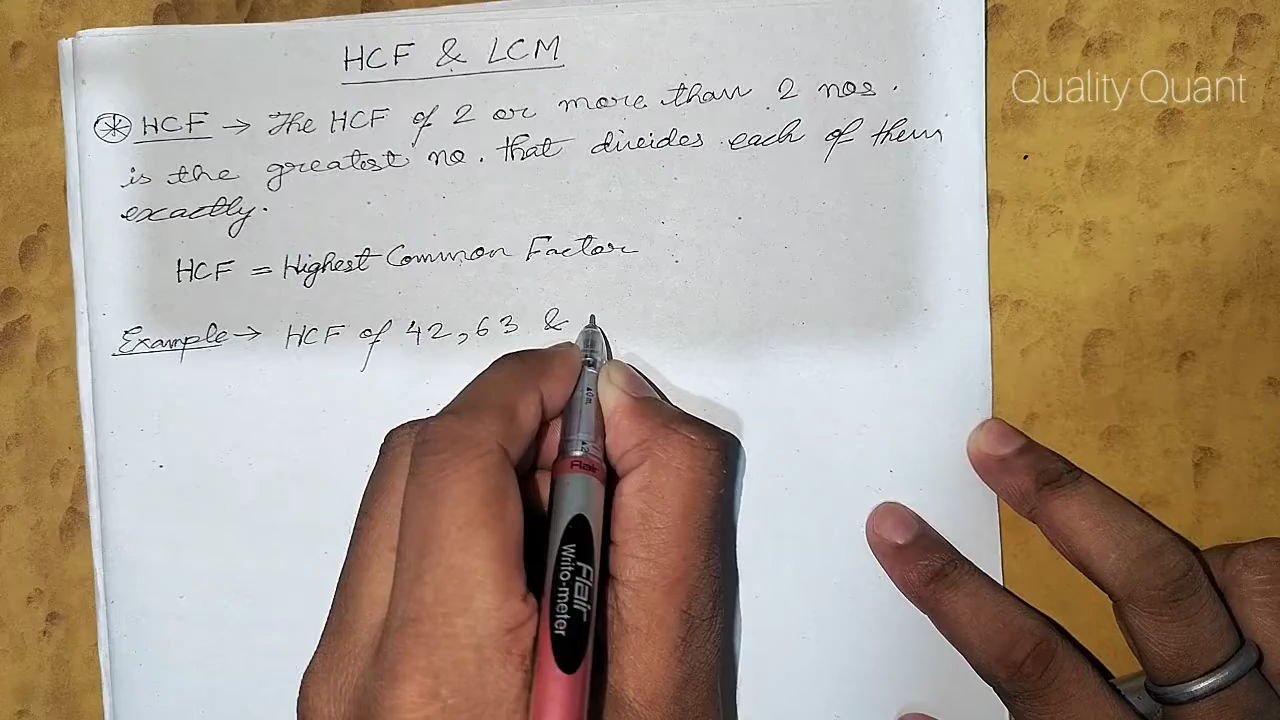 HCF & LCM
Quality Quant
HCF → The HCF of 2 or more than 2 nos.
is the greatest no. that divides each of them
exactly.
HCF = Highest Common Factor
Example → HCF of 42, 63 &
Flair
Flair
Writo-meter